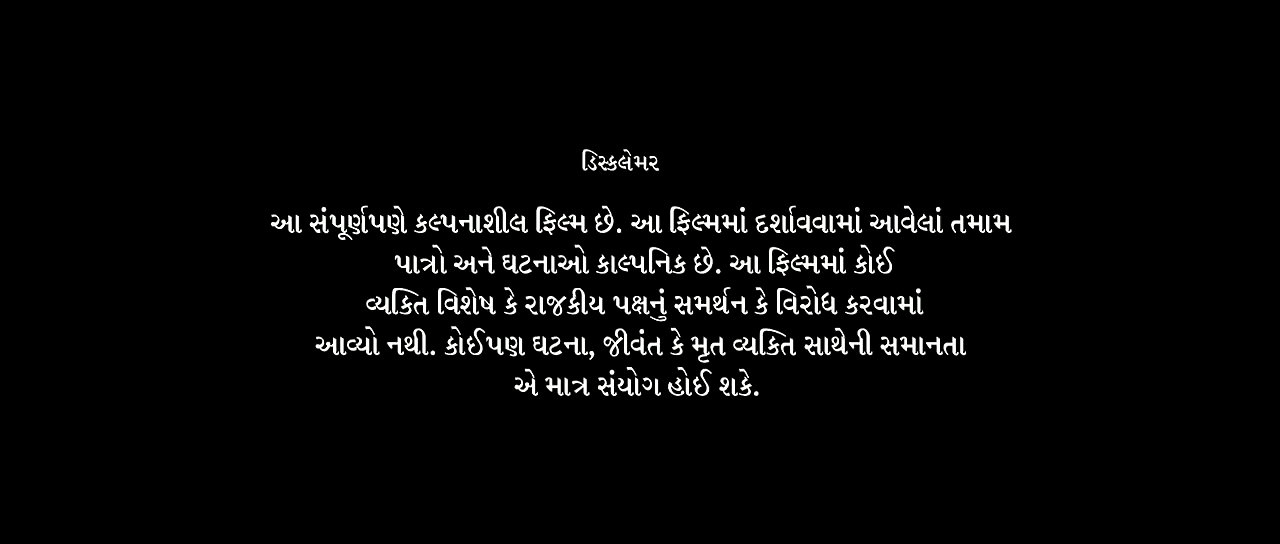 ડિસ્કલેમર
આ સંપૂર્ણપણે કલ્પનાશીલ ફિલ્મ છે. આ ફિલ્મમાં દર્શાવવામાં આવેલાં તમામ
પાત્રો અને ઘટનાઓ કાલ્પનિક છે. આ ફિલ્મમાં કોઈ
વ્યકિત વિશેષ કે રાજકીય પક્ષનું સમર્થન કે વિરોધ કરવામાં
આવ્યો નથી. કોઈપણ ઘટના, જીવંત કે મૃત વ્યકિત સાથેની સમાનતા
એ માત્ર સંયોગ હોઈ શકે.